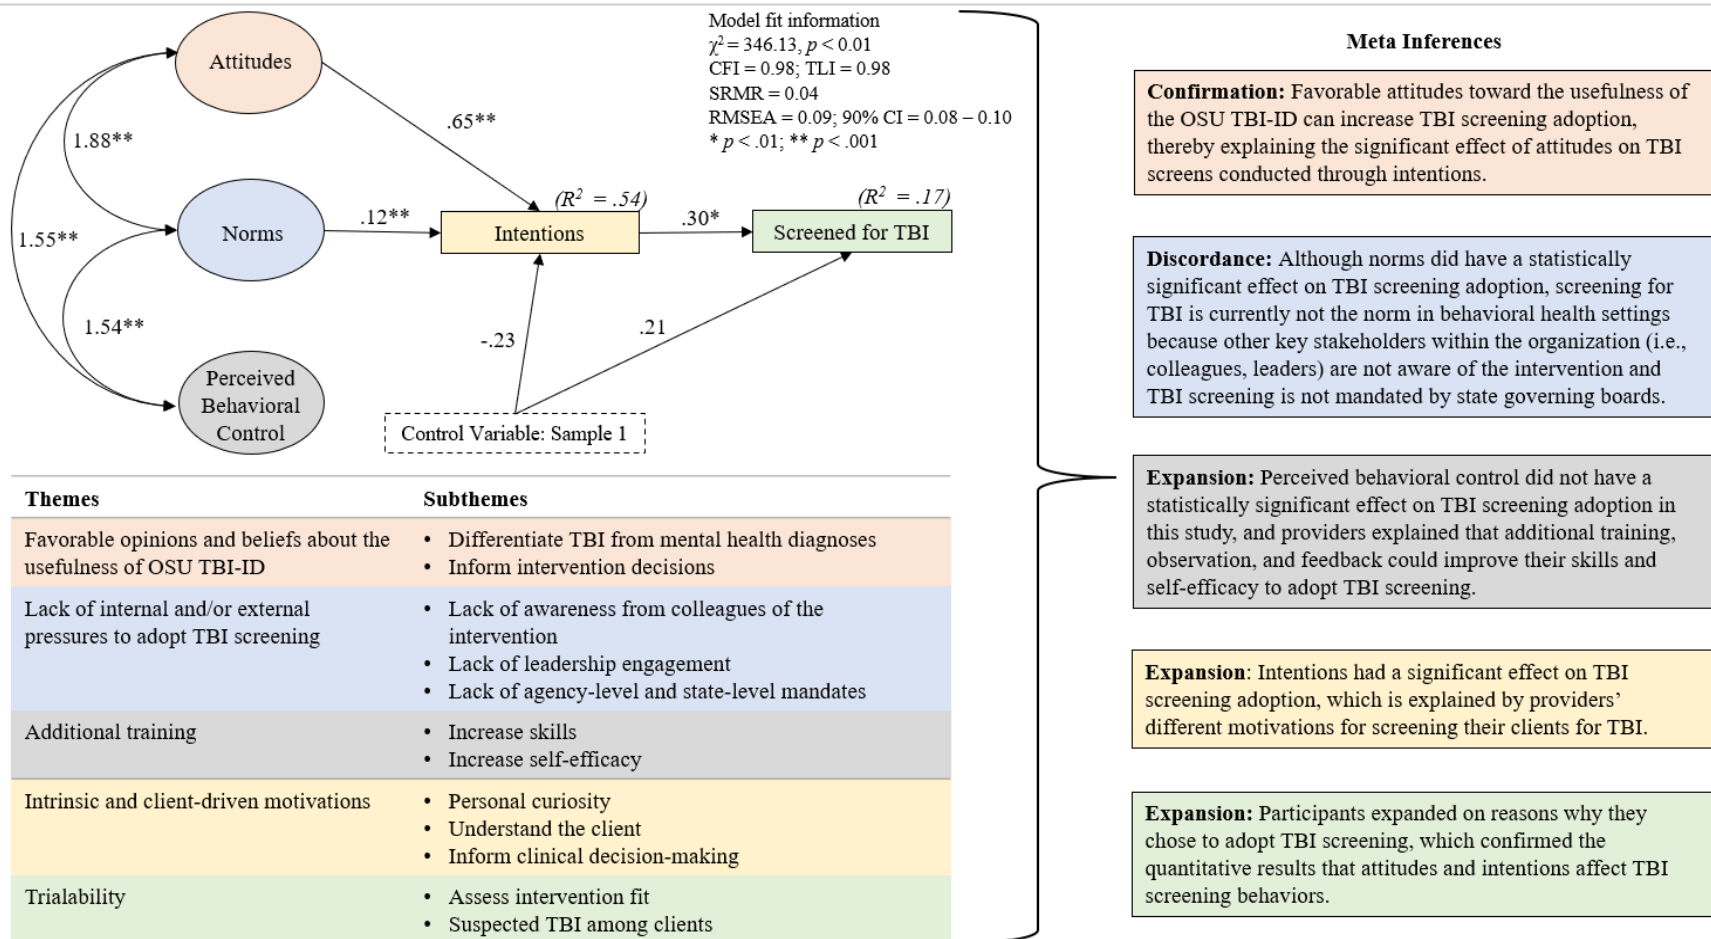 Attitudes
1.88**
1.55**
Norms
1.54**
Perceived
Behavioral
Control
.65**
.12**
(R² = .54)
Intentions
.30*
(R² = .17)
Screened for TBI
-.23
.21
Control Variable: Sample 1
Model fit information
χ² = 346.13, p < 0.01
CFI = 0.98; TLI = 0.98
SRMR = 0.04
RMSEA = 0.09; 90% CI = 0.08 – 0.10
* p < .01; ** p < .001
Themes
Subthemes
Favorable opinions and beliefs about the
usefulness of OSU TBI-ID
• Differentiate TBI from mental health diagnoses
• Inform intervention decisions
Lack of internal and/or external
pressures to adopt TBI screening
• Lack of awareness from colleagues of the
intervention
• Lack of leadership engagement
• Lack of agency-level and state-level mandates
Additional training
• Increase skills
• Increase self-efficacy
Intrinsic and client-driven motivations
• Personal curiosity
• Understand the client
• Inform clinical decision-making
Trialability
• Assess intervention fit
• Suspected TBI among clients
Meta Inferences
Confirmation: Favorable attitudes toward the usefulness of
the OSU TBI-ID can increase TBI screening adoption,
thereby explaining the significant effect of attitudes on TBI
screens conducted through intentions.
Discordance: Although norms did have a statistically
significant effect on TBI screening adoption, screening for
TBI is currently not the norm in behavioral health settings
because other key stakeholders within the organization (i.e.,
colleagues, leaders) are not aware of the intervention and
TBI screening is not mandated by state governing boards.
Expansion: Perceived behavioral control did not have a
statistically significant effect on TBI screening adoption in
this study, and providers explained that additional training,
observation, and feedback could improve their skills and
self-efficacy to adopt TBI screening.
Expansion: Intentions had a significant effect on TBI
screening adoption, which is explained by providers’
different motivations for screening their clients for TBI.
Expansion: Participants expanded on reasons why they
chose to adopt TBI screening, which confirmed the
quantitative results that attitudes and intentions affect TBI
screening behaviors.